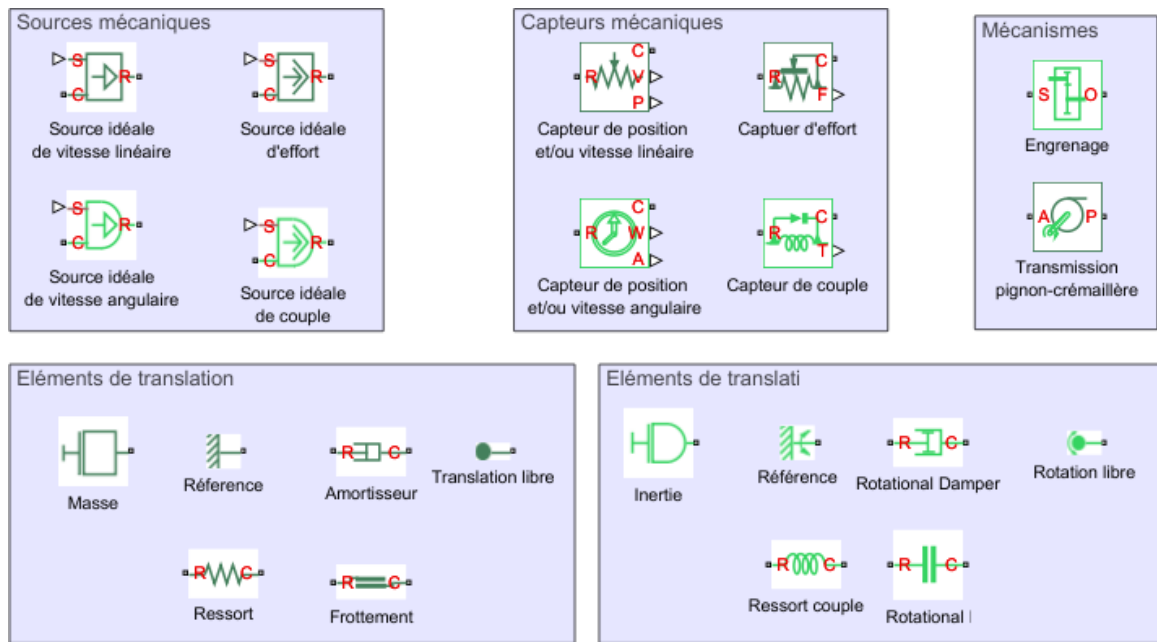 Sources mécaniques
S
C
R
Source idéale
de vitesse linéaire
S
C
R
Source idéale
d'effort
S
C
R
Source idéale
de vitesse angulaire
S
C
R
Source idéale
de couple
Capteurs mécaniques
R
C
V
P
Capteur de position
et/ou vitesse linéaire
R
C
F
Captuer d'effort
R
C
W
A
Capteur de position
et/ou vitesse angulaire
R
C
T
Capteur de couple
Mécanismes
S
O
Engrenage
A
P
Transmission
pignon-crémaillère
Eléments de translation
Masse
Réference
R
C
Amortisseur
Translation libre
R
C
Ressort
R
C
Frottement
Eléments de translati
Inertie
Référence
R
C
Rotational Damper
Rotation libre
R
C
Ressort couple
R
C
Rotational